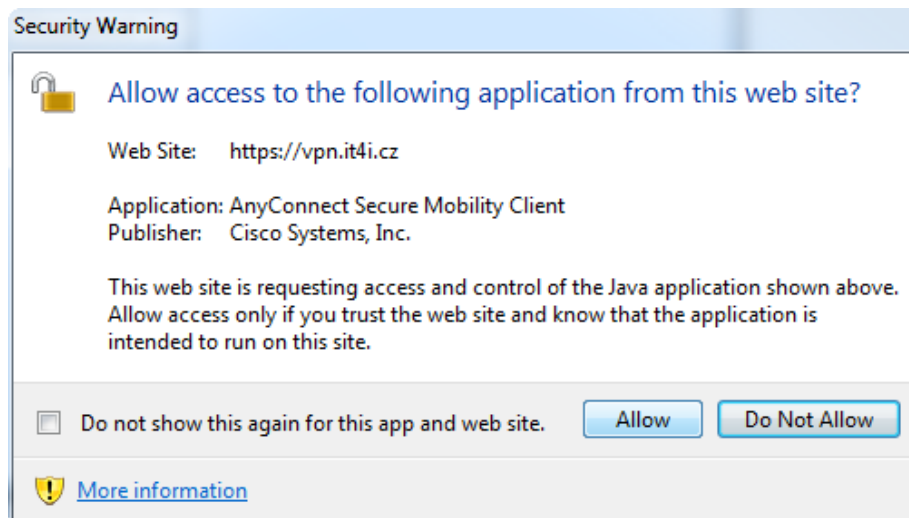 Security Warning
Allow access to the following application from this web site?
Web Site: https://vpn.it4i.cz
Application: AnyConnect Secure Mobility Client
Publisher: Cisco Systems, Inc.
This web site is requesting access and control of the Java application shown above.
Allow access only if you trust the web site and know that the application is
intended to run on this site.
Do not show this again for this app and web site. Allow Do Not Allow
More information